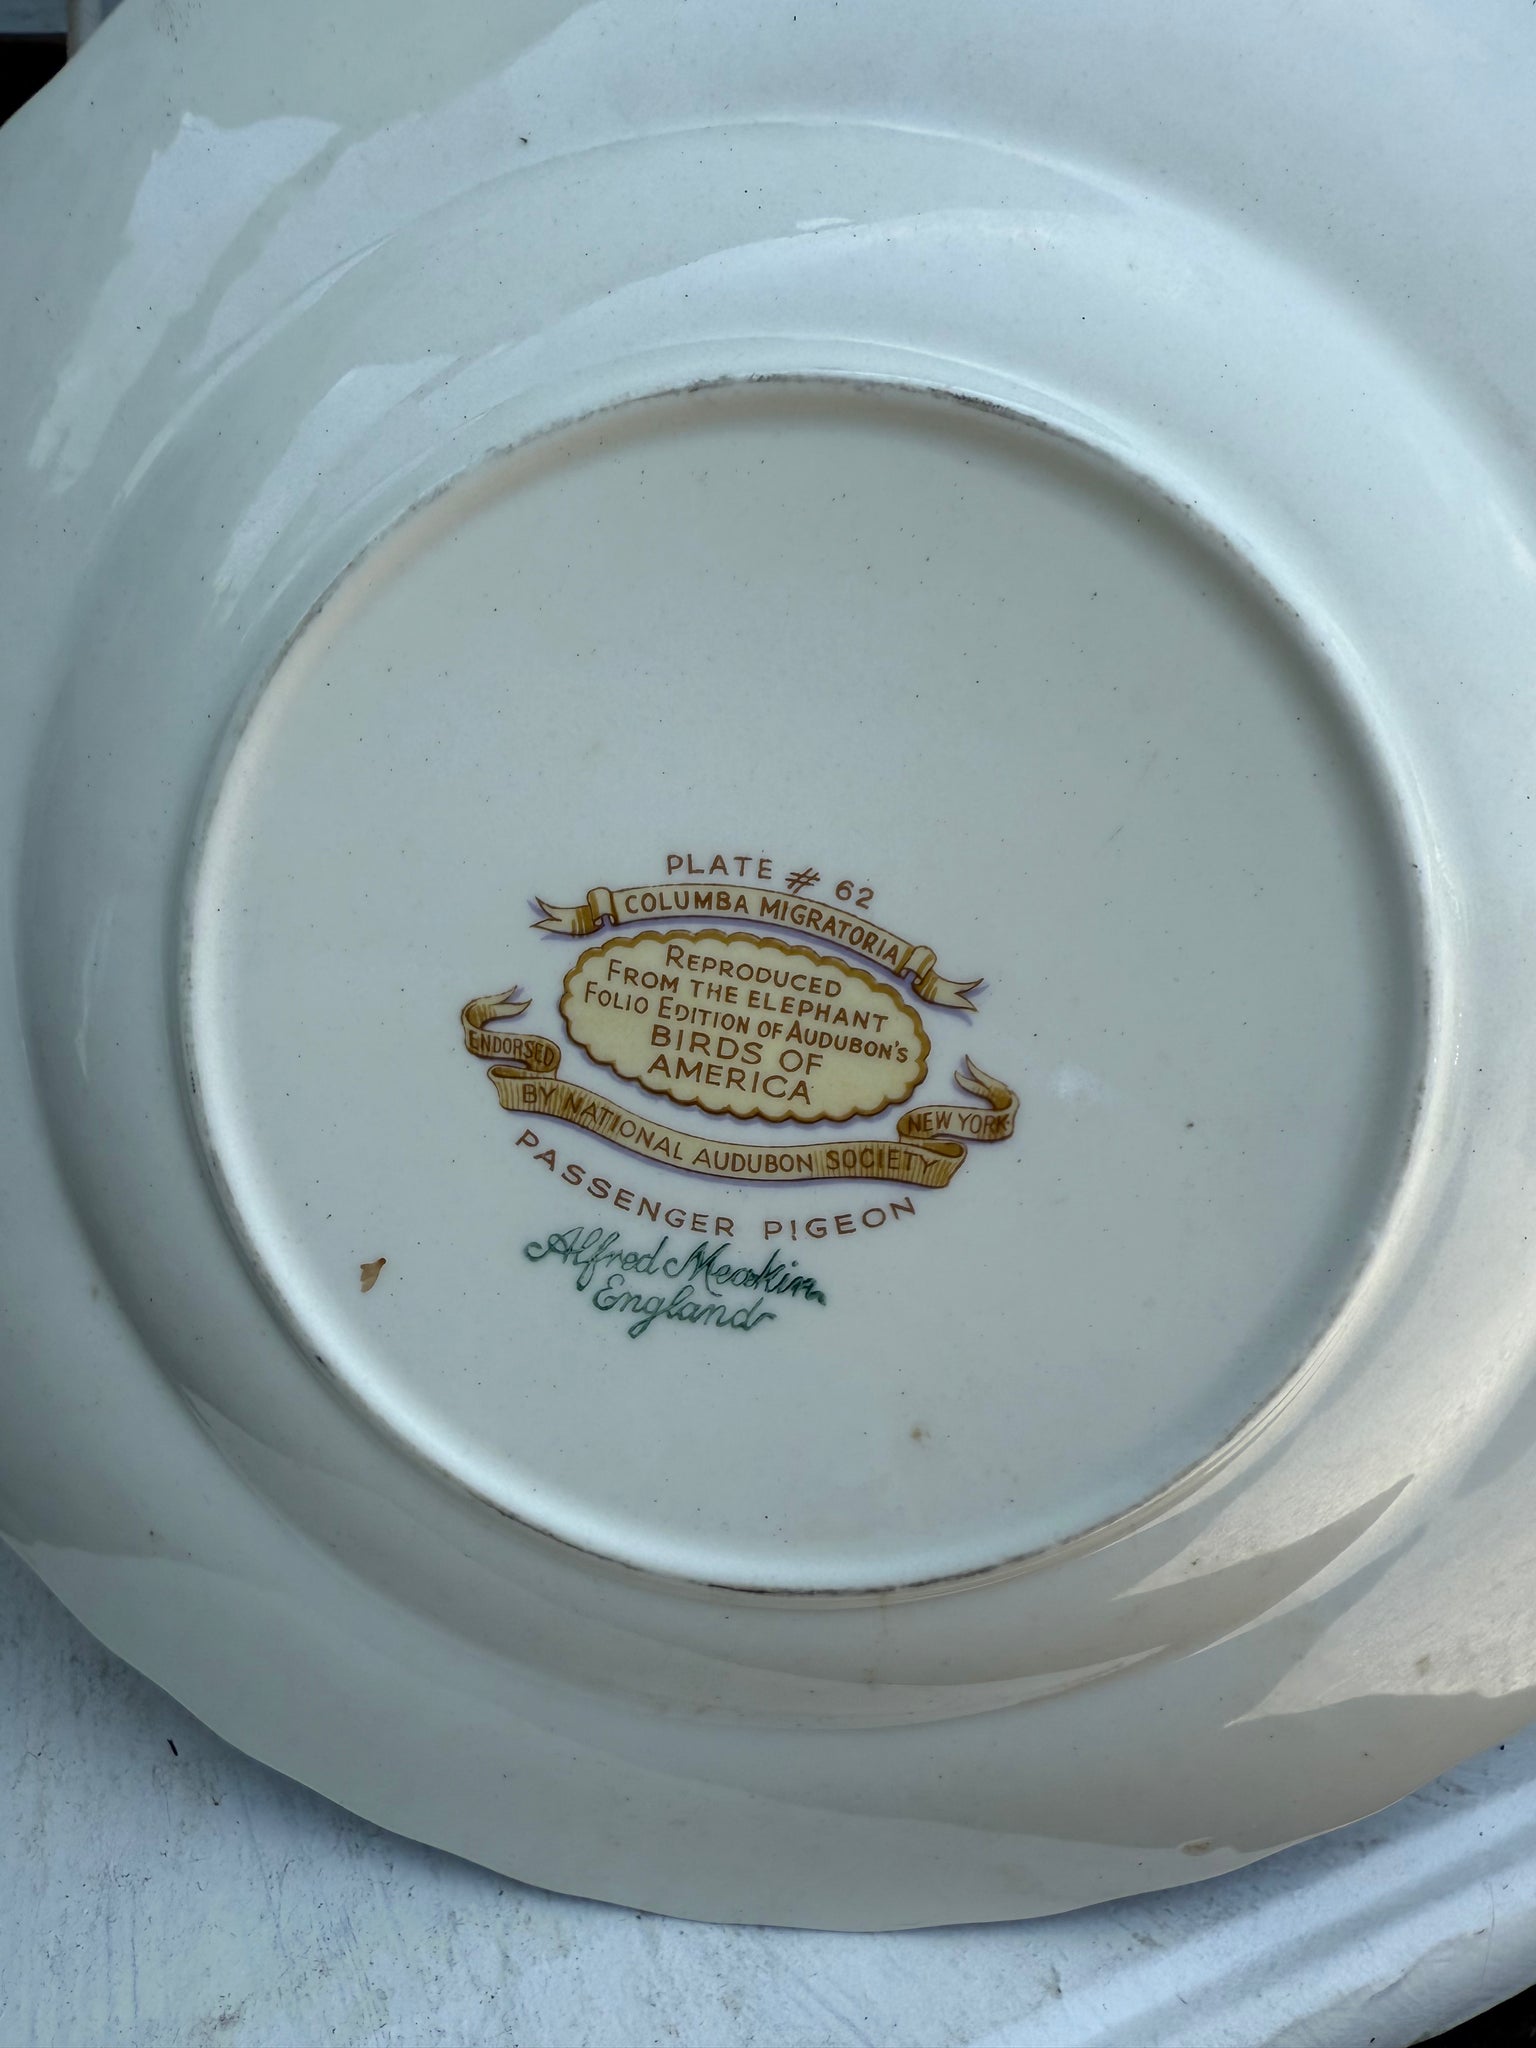 PLATE # 62
COLUMBA MIGRATORIA
REPRODUCED
FROM THE ELEPHANT
FOLIO EDITION OF AUDUBON'S
BIRDS OF
AMERICA
ENDORSED
BY NATIONAL AUDUBON SOCIETY
NEW YORK
PASSENGER PIGEON
Alfred Meakin
England